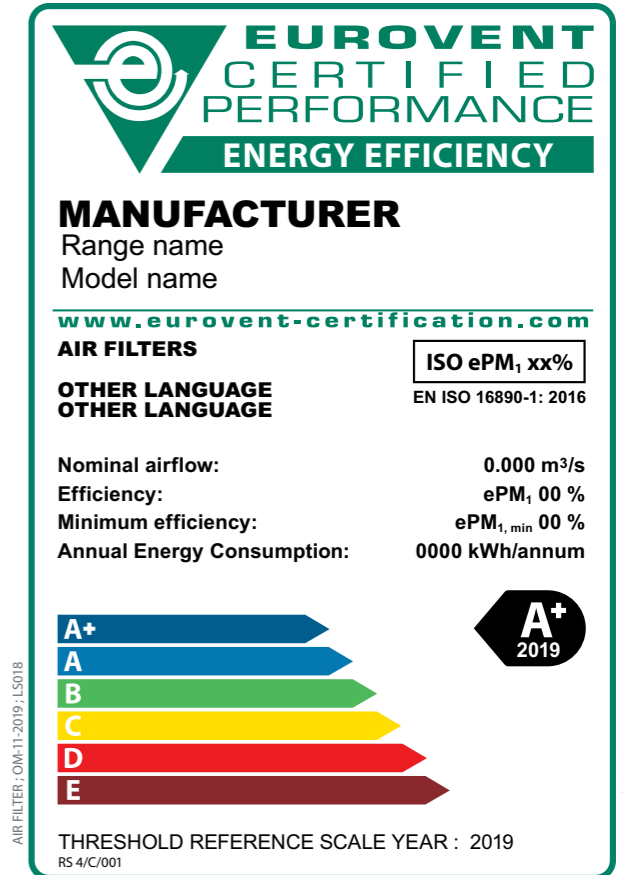 EUROVENT
CERTIFIED
PERFORMANCE
ENERGY EFFICIENCY
MANUFACTURER
Range name
Model name
www.eurovent-certification.com
AIR FILTERS
ISO ePM₁ xx%
OTHER LANGUAGE
OTHER LANGUAGE
EN ISO 16890-1: 2016
Nominal airflow: 0.000 m³/s
Efficiency: ePM₁ 00 %
Minimum efficiency: ePM₁, min 00 %
Annual Energy Consumption: 0000 kWh/annum
A+
A+
2019
A
B
C
D
E
THRESHOLD REFERENCE SCALE YEAR : 2019
RS 4/C/001
AIR FILTER ; OM-11-2019 ; LS018